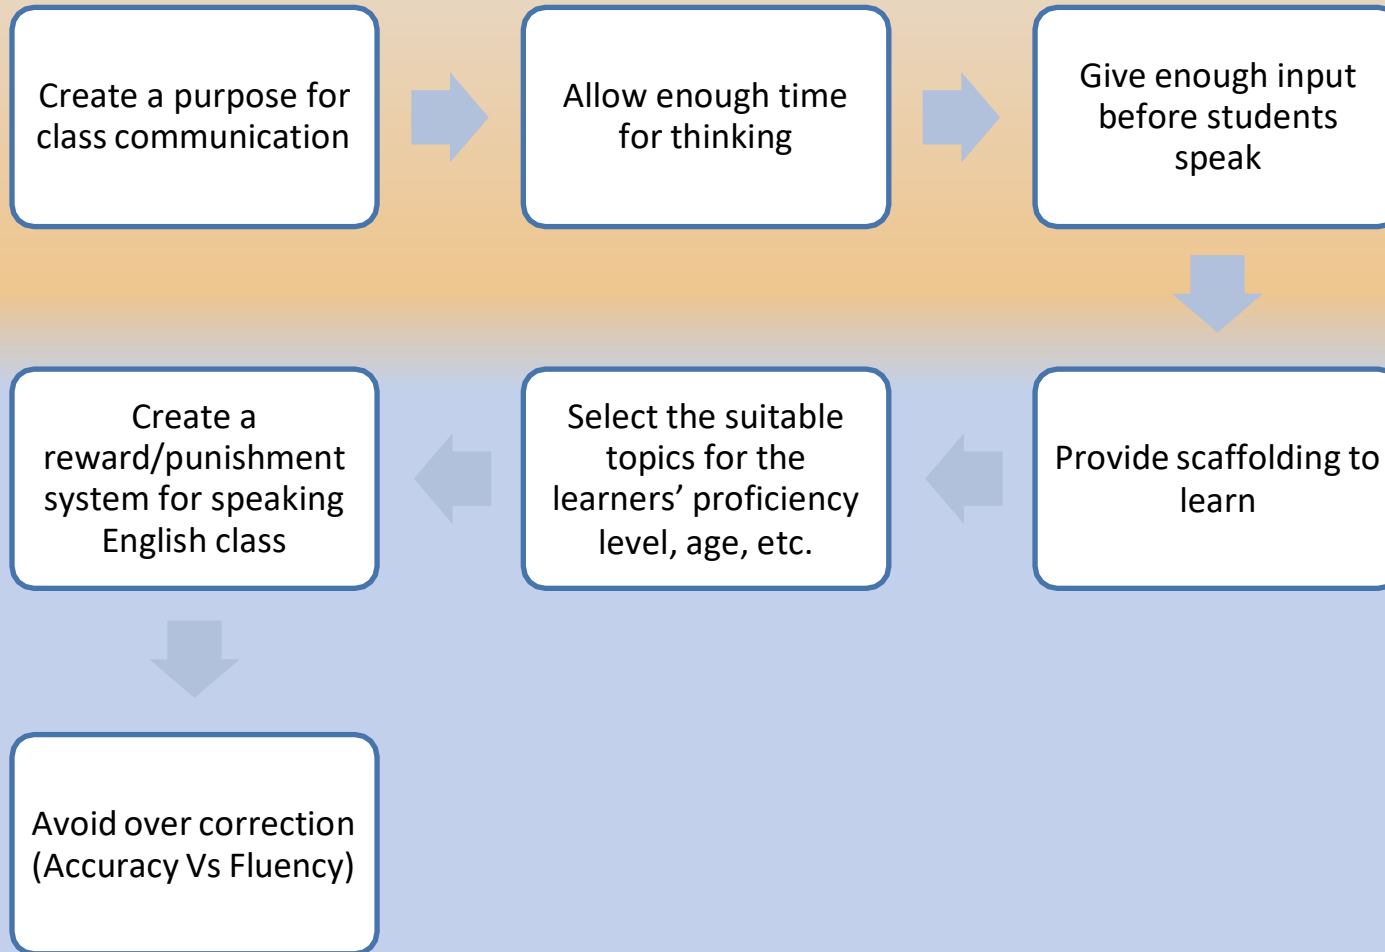 Create a purpose for
class communication
Allow enough time
for thinking
Give enough input
before students
speak
Provide scaffolding to
learn
Select the suitable
topics for the
learners’ proficiency
level, age, etc.
Create a
reward/punishment
system for speaking
English class
Avoid over correction
(Accuracy Vs Fluency)